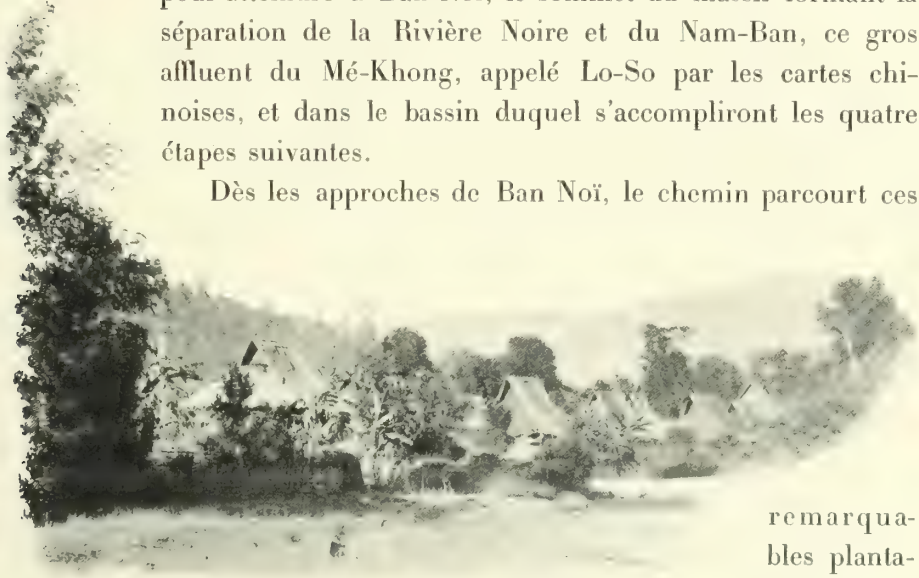 séparation de la Rivière Noire et du Nam-Ban, ce gros
affluent du Mé-Khong, appelé Lo-So par les cartes chi-
noises, et dans le bassin duquel s'accompliront les quatre
étapes suivantes.
Dès les approches de Ban Noï, le chemin parcourt ces
remarqua-
bles planta-